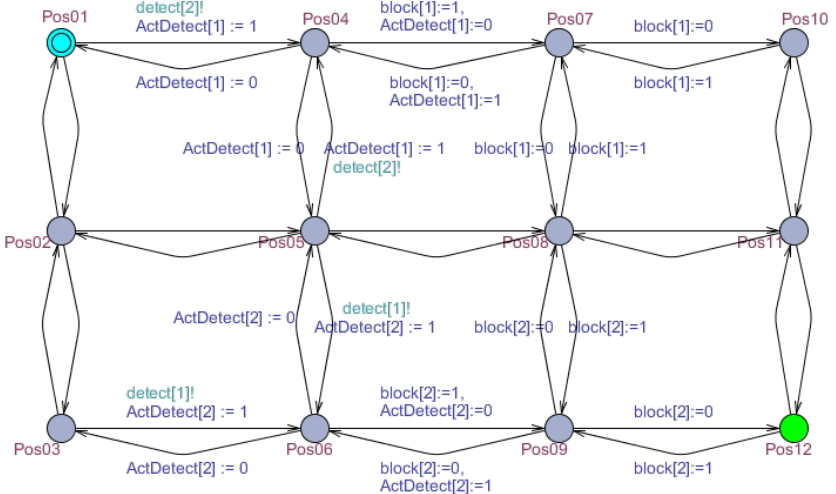 detect[2]!
Pos01
ActDetect[1] := 1
Pos04
block[1]:=1,
ActDetect[1]:=0
Pos07
block[1]:=0
Pos10
ActDetect[1] := 0
block[1]:=0,
ActDetect[1]:=1
block[1]:=1
ActDetect[1] := 0
ActDetect[1] := 1
detect[2]!
block[1]:=0
block[1]:=1
Pos02
Pos05
Pos08
Pos11
ActDetect[2] := 0
detect[1]!
ActDetect[2] := 1
block[2]:=0
block[2]:=1
detect[1]!
ActDetect[2] := 1
block[2]:=1,
ActDetect[2]:=0
block[2]:=0
Pos03
Pos06
Pos09
Pos12
ActDetect[2] := 0
block[2]:=0,
ActDetect[2]:=1
block[2]:=1